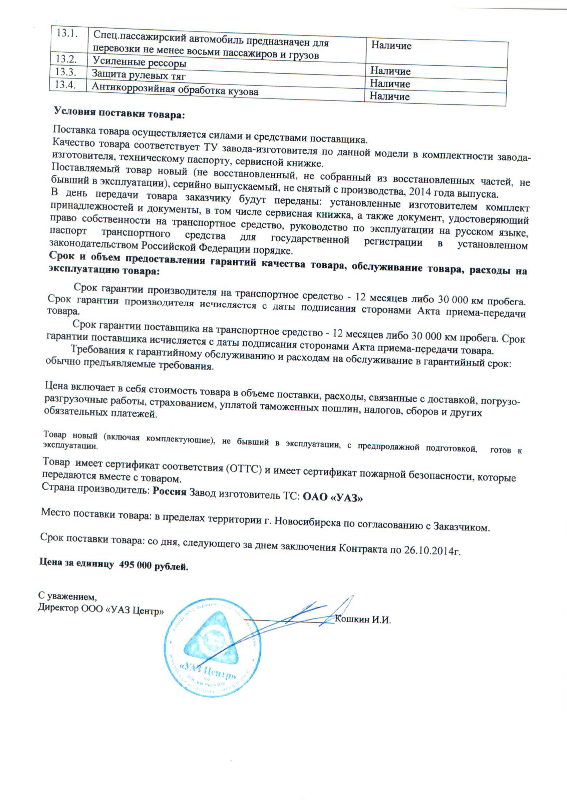 13.1. Спец.пассажирский автомобиль предназначен для перевозки не менее восьми пассажиров и грузов Наличие
13.2. Усиленные рессоры Наличие
13.3. Защита рулевых тяг Наличие
13.4. Антикоррозийная обработка кузова Наличие
Условия поставки товара:
Поставка товара осуществляется силами и средствами поставщика.
Качество товара соответствует ТУ завода-изготовителя по данной модели в комплектности завода-
изготовителя, техническому паспорту, сервисной книжке.
Поставляемый товар новый (не восстановленный, не собранный из восстановленных частей, не
бывший в эксплуатации), серийно выпускаемый, не снятый с производства, 2014 года выпуска.
В день передачи товара заказчику будут переданы: установленные изготовителем комплект
принадлежностей и документы, в том числе сервисная книжка, а также документ, удостоверяющий
право собственности на транспортное средство, руководство по эксплуатации на русском языке,
паспорт транспортного средства для государственной регистрации в установленном
законодательством Российской Федерации порядке.
Срок и объем предоставления гарантий качества товара, обслуживание товара, расходы на
эксплуатацию товара:
Срок гарантии производителя на транспортное средство - 12 месяцев либо 30 000 км пробега.
Срок гарантии производителя исчисляется с даты подписания сторонами Акта приема-передачи
товара.
Срок гарантии поставщика на транспортное средство - 12 месяцев либо 30 000 км пробега. Срок
гарантии поставщика исчисляется с даты подписания сторонами Акта приема-передачи товара.
Требования к гарантийному обслуживанию и расходам на обслуживание в гарантийный срок:
обычно предъявляемые требования.
Цена включает в себя стоимость товара в объеме поставки, расходы, связанные с доставкой, погрузо-
разгрузочные работы, страхованием, уплатой таможенных пошлин, налогов, сборов и других
обязательных платежей.
Товар новый (включая комплектующие), не бывший в эксплуатации, с предпродажной подготовкой, готов к
эксплуатации.
Товар имеет сертификат соответствия (ОТТС) и имеет сертификат пожарной безопасности, которые
передаются вместе с товаром.
Страна производитель: Россия Завод изготовитель ТС: ОАО «УАЗ»
Место поставки товара: в пределах территории г. Новосибирска по согласованию с Заказчиком.
Срок поставки товара: со дня, следующего за днем заключения Контракта по 26.10.2014г.
Цена за единицу 495 000 рублей.
С уважением,
Директор ООО «УАЗ Центр» Кошкин И.И.
«УАЗ Центр»